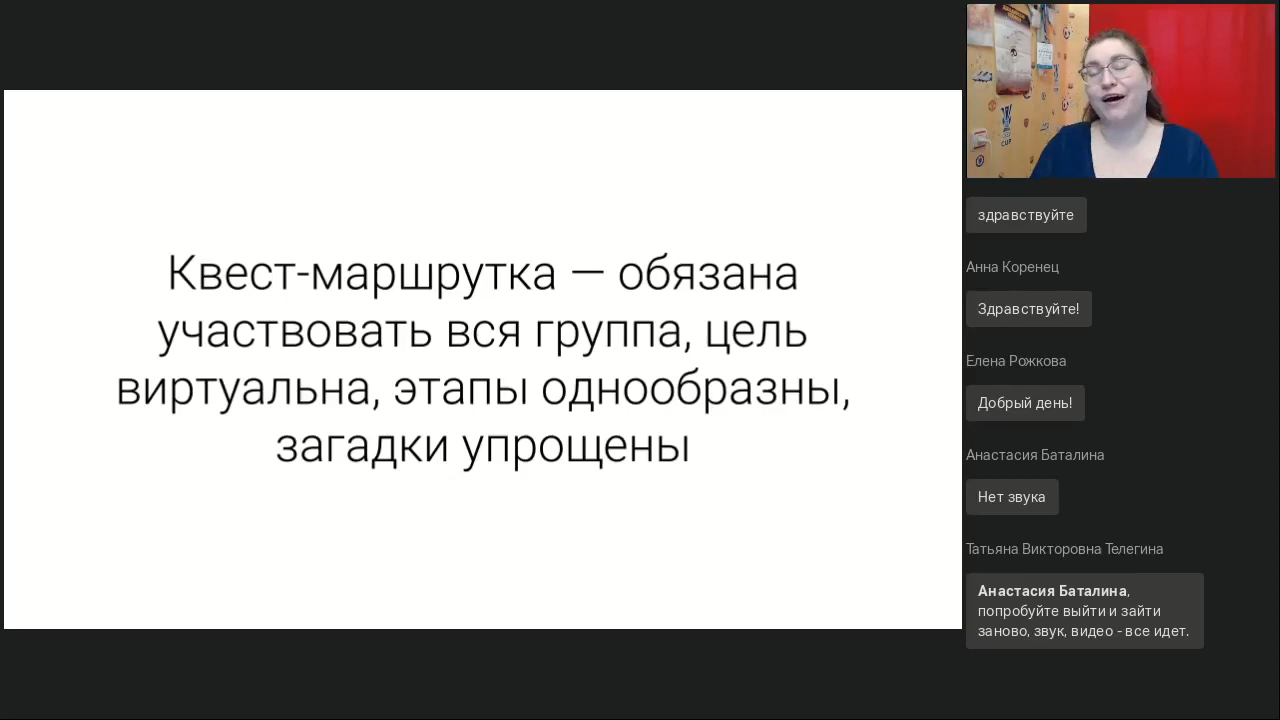 Квест-маршрутка — обязана
участвовать вся группа, цель
виртуальна, этапы однообразны,
загадки упрощены
CUP
здравствуйте
Анна Коренец
Здравствуйте!
Елена Рожкова
Добрый день!
Анастасия Баталина
Нет звука
Татьяна Викторовна Телегина
Анастасия Баталина,
попробуйте выйти и зайти
заново, звук, видео - все идет.